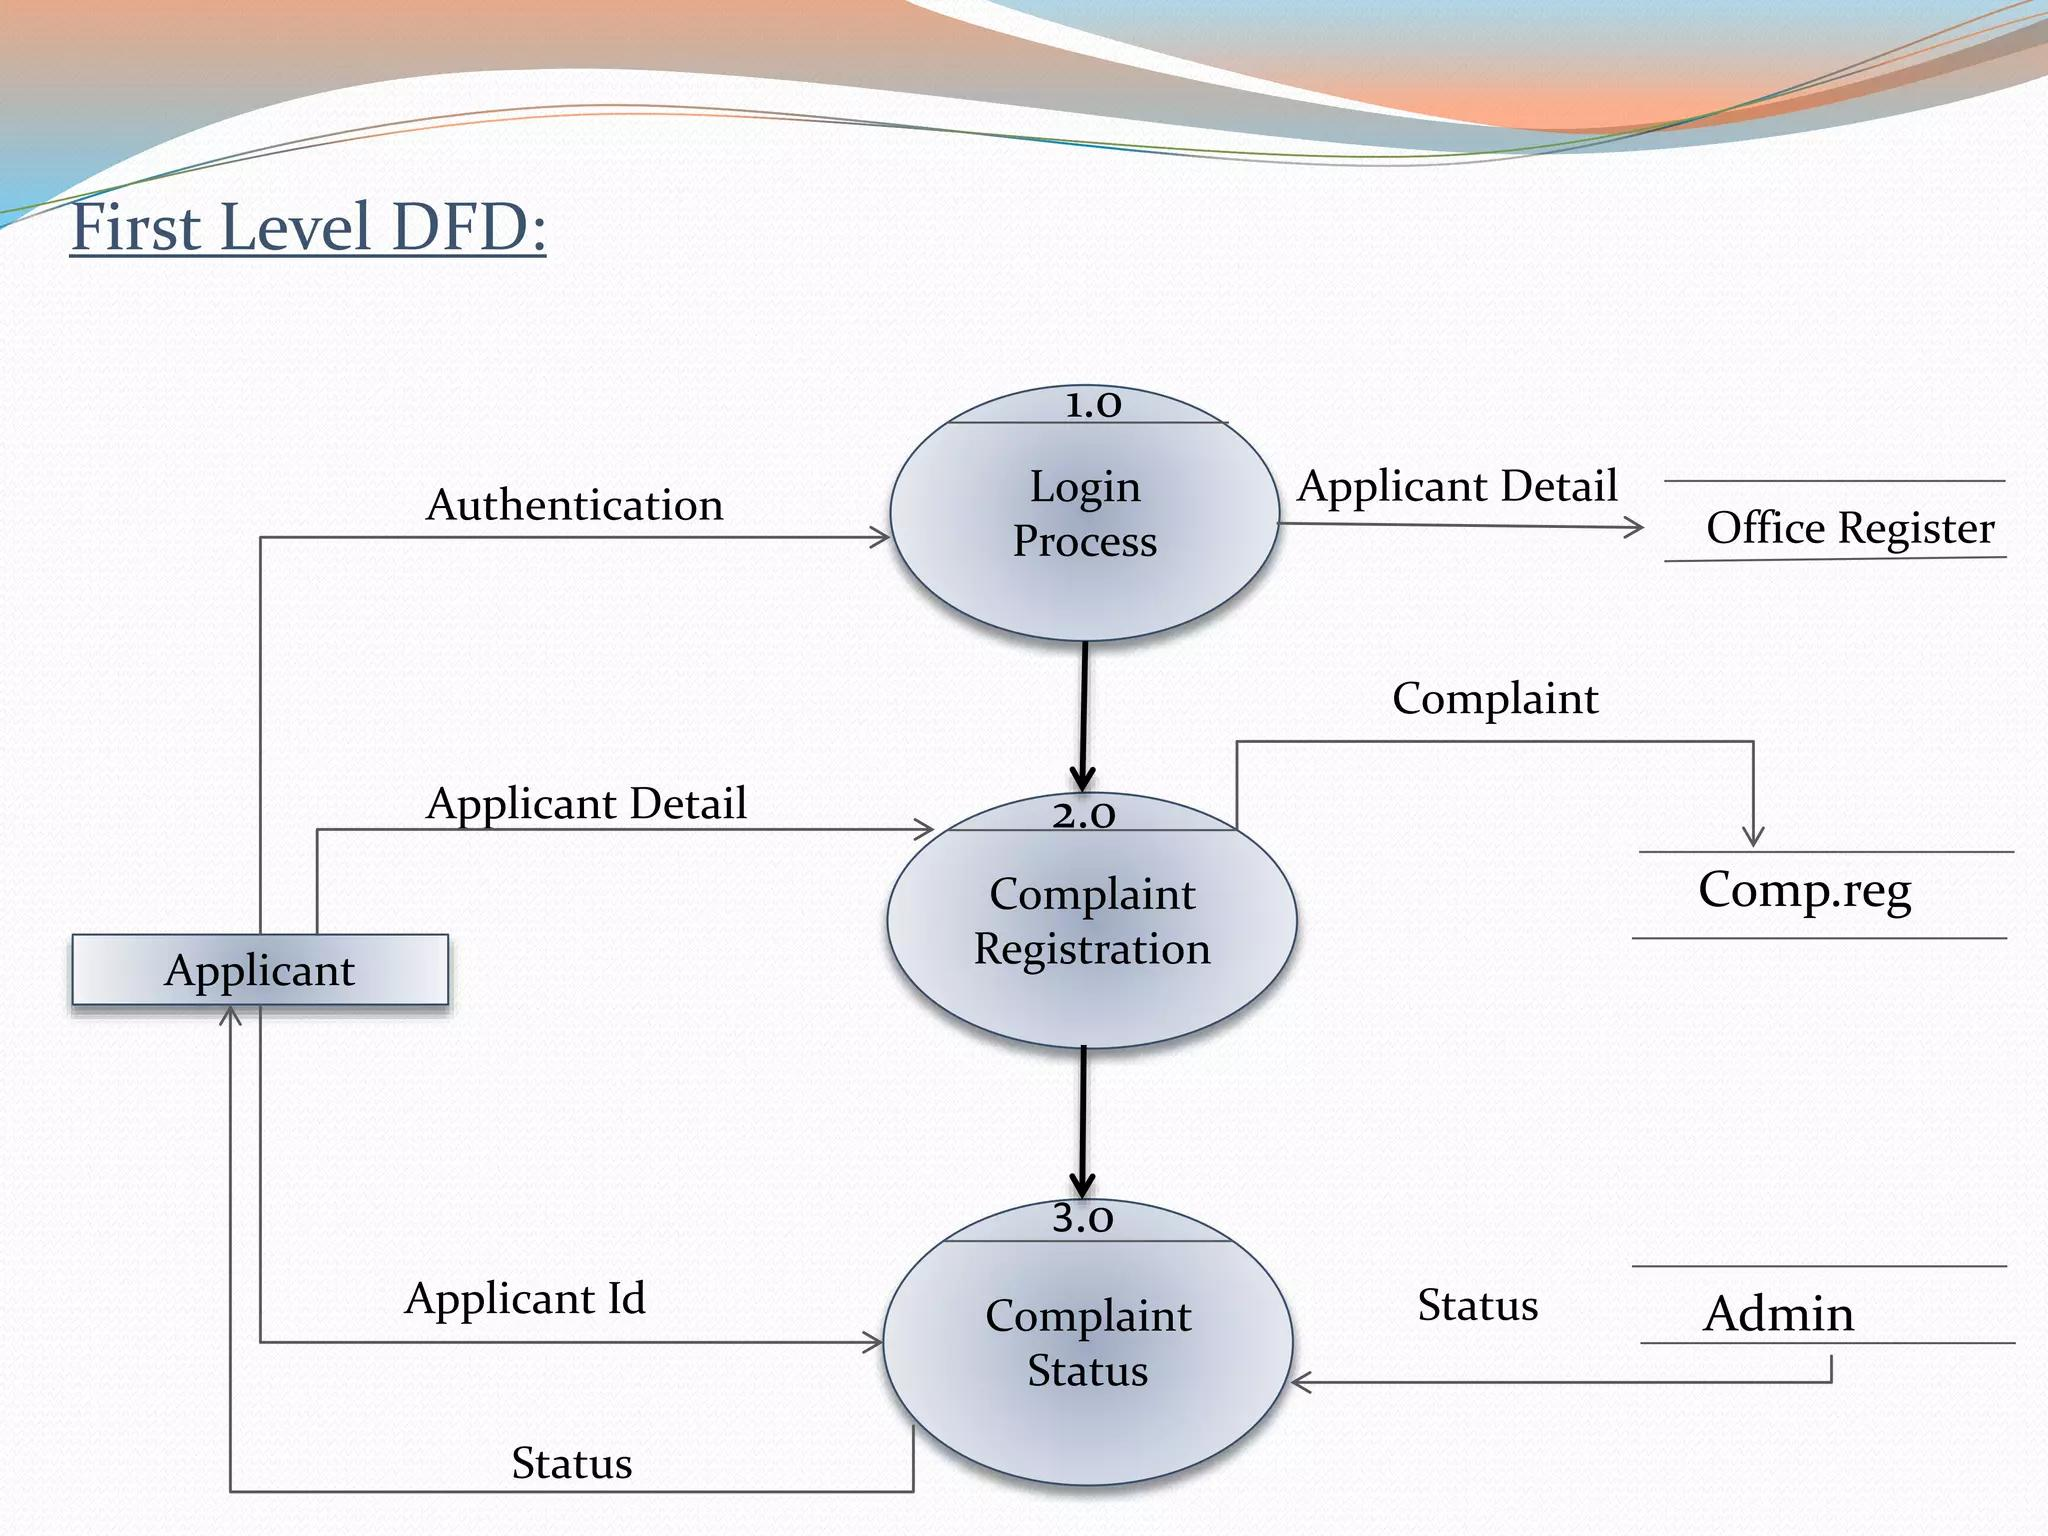 First Level DFD:
1.0
Login
Process
Authentication
Applicant Detail
Office Register
Complaint
Applicant Detail
2.0
Complaint
Registration
Comp.reg
Applicant
3.0
Complaint
Status
Applicant Id
Status
Admin
Status